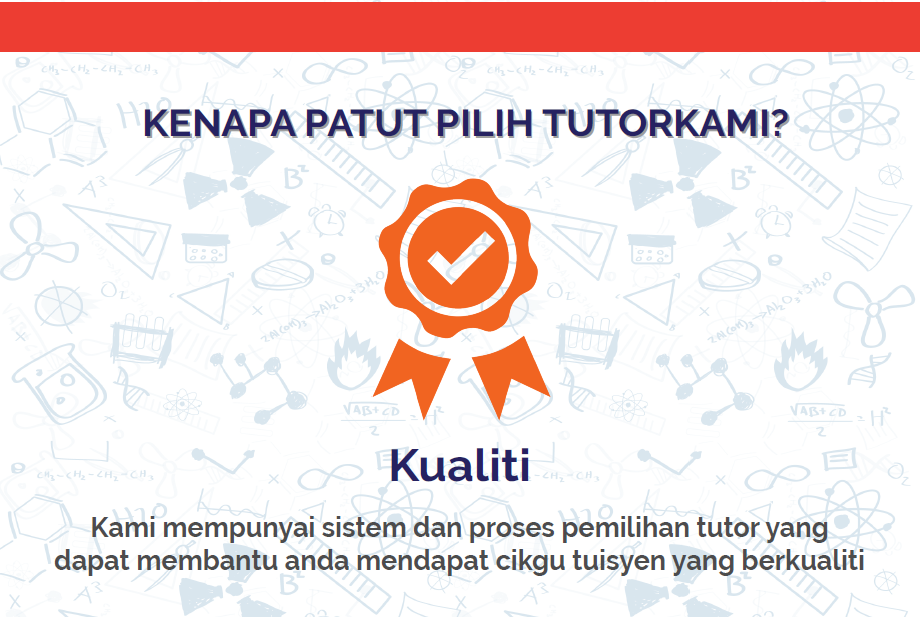 KENAPA PATUT PILIH TUTORKAMI?
Kualiti
Kami mempunyai sistem dan proses pemilihan tutor yang
dapat membantu anda mendapat cikgu tuisyen yang berkualiti